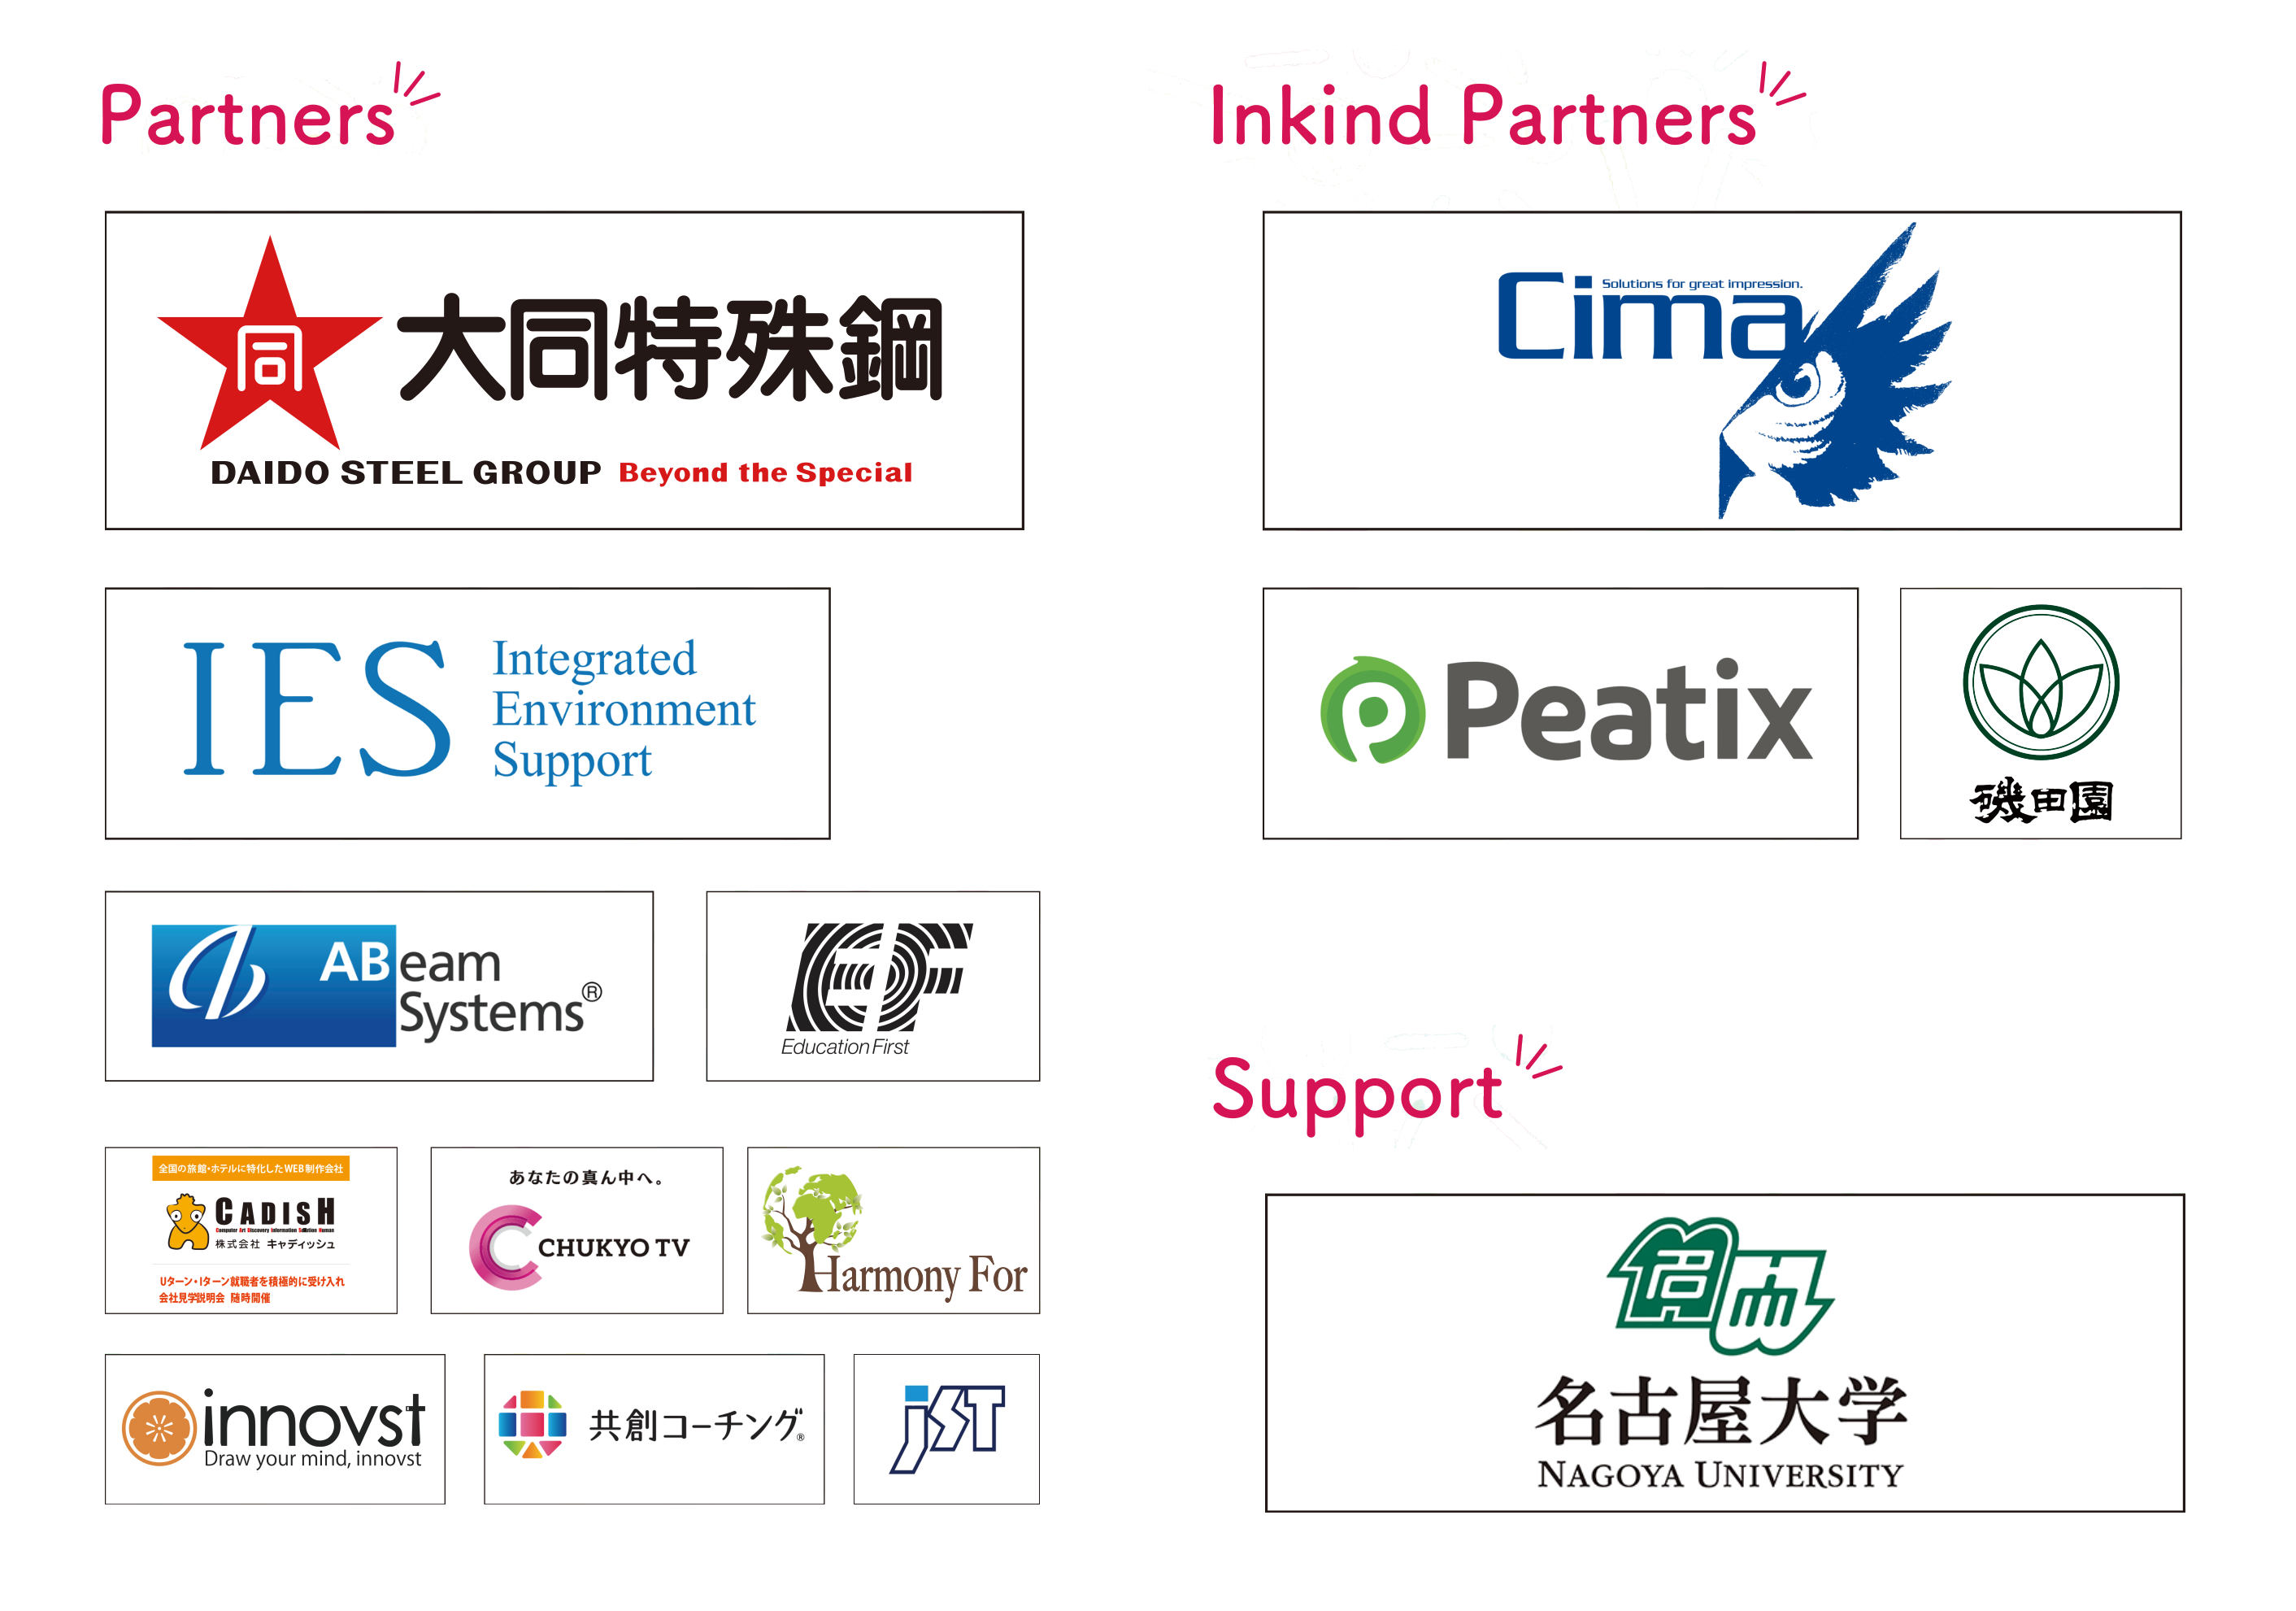 Partners
同
大同特殊鋼
DAIDO STEEL GROUP Beyond the Special
IES
Integrated
Environment
Support
ABeam
Systems®
EF
Education First
全国の旅館・ホテルに特化したWEB制作会社
CADISH
Computer Art Discovery Information Solution Human
株式会社 キャディッシュ
Uターン・Iターン就職者を積極的に受け入れ
会社見学説明会 随時開催
あなたの真ん中へ。
CHUKYO TV
Harmony For
innovst
Draw your mind, innovst
共創コーチング®
JST
Inkind Partners
Solutions for great impression.
Cima
Peatix
磯田園
Support
名大
名古屋大学
NAGOYA UNIVERSITY